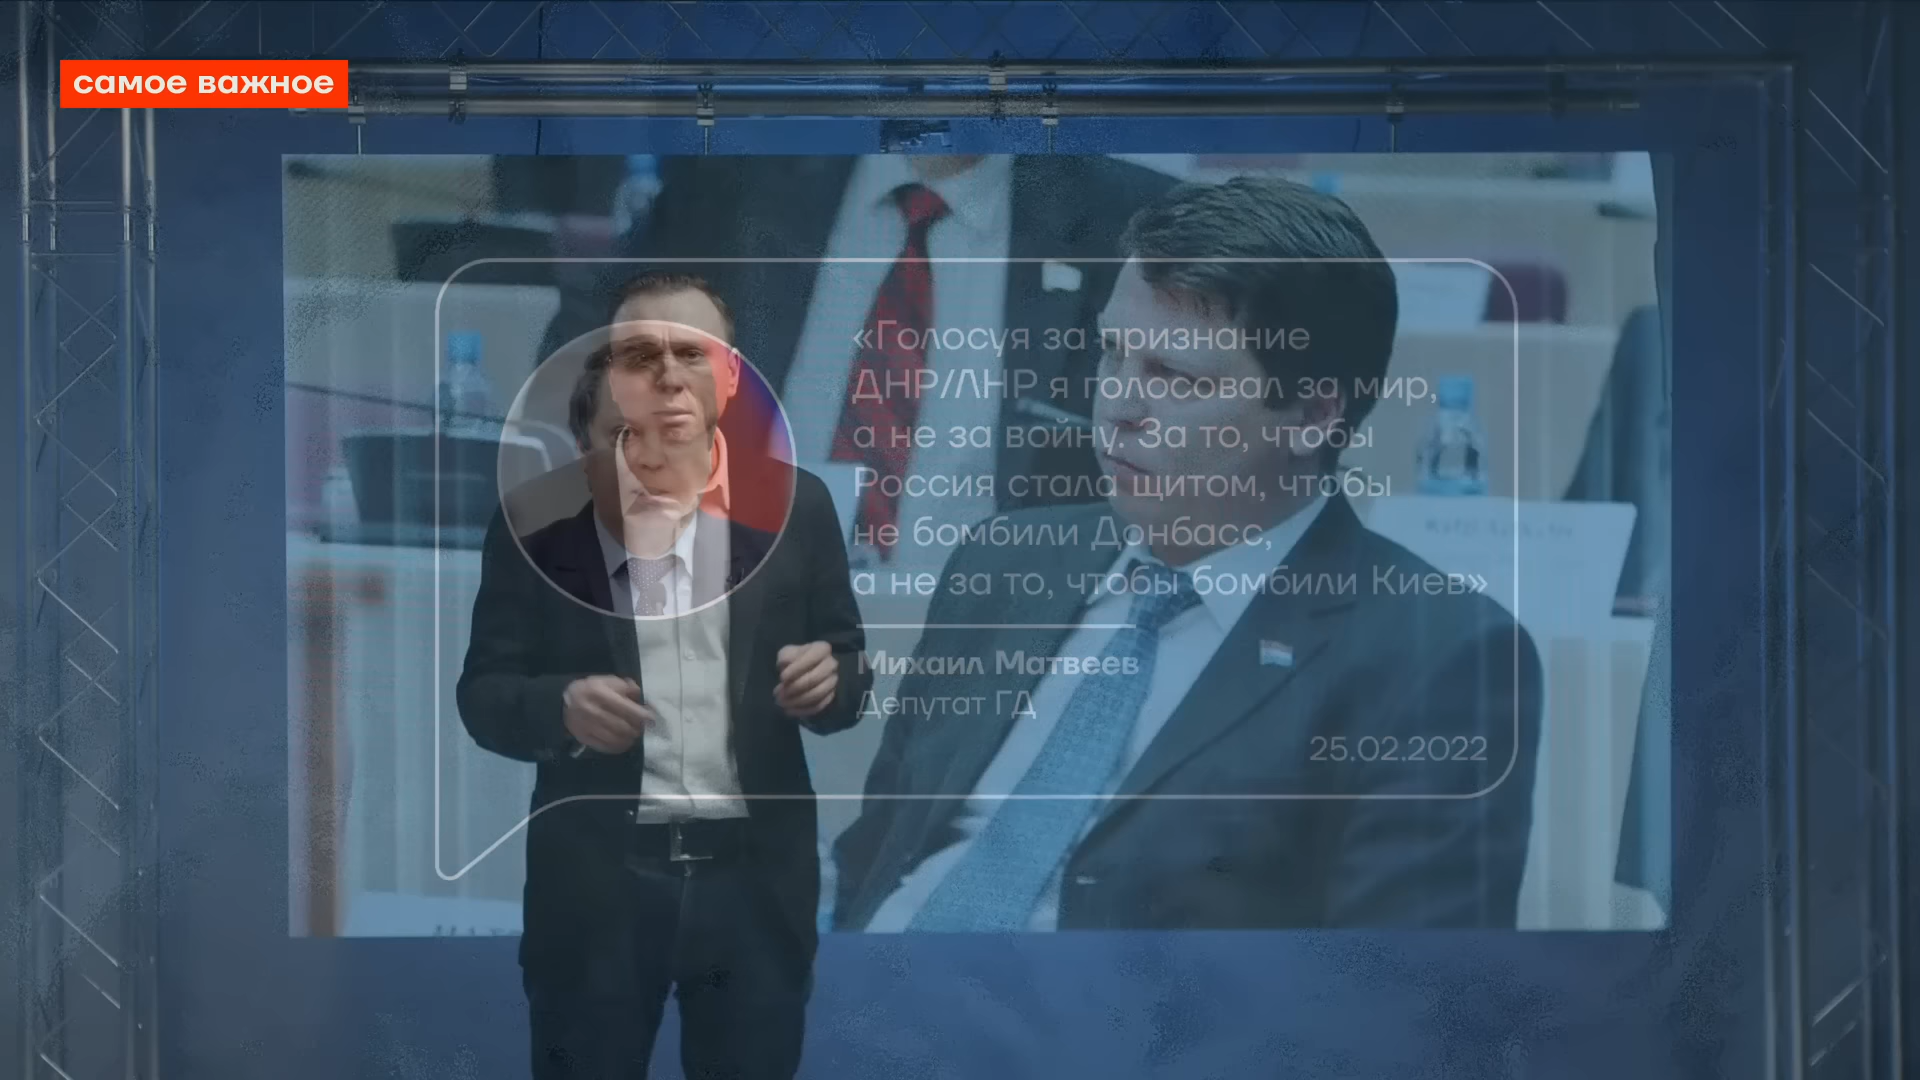 самое важное
«Голосуя за признание
ДНР/ЛНР я голосовал за мир,
а не за войну. За то, чтобы
Россия стала щитом, чтобы
не бомбили Донбасс,
а не за то, чтобы бомбили Киев»
Михаил Матвеев
Депутат ГД
25.02.2022